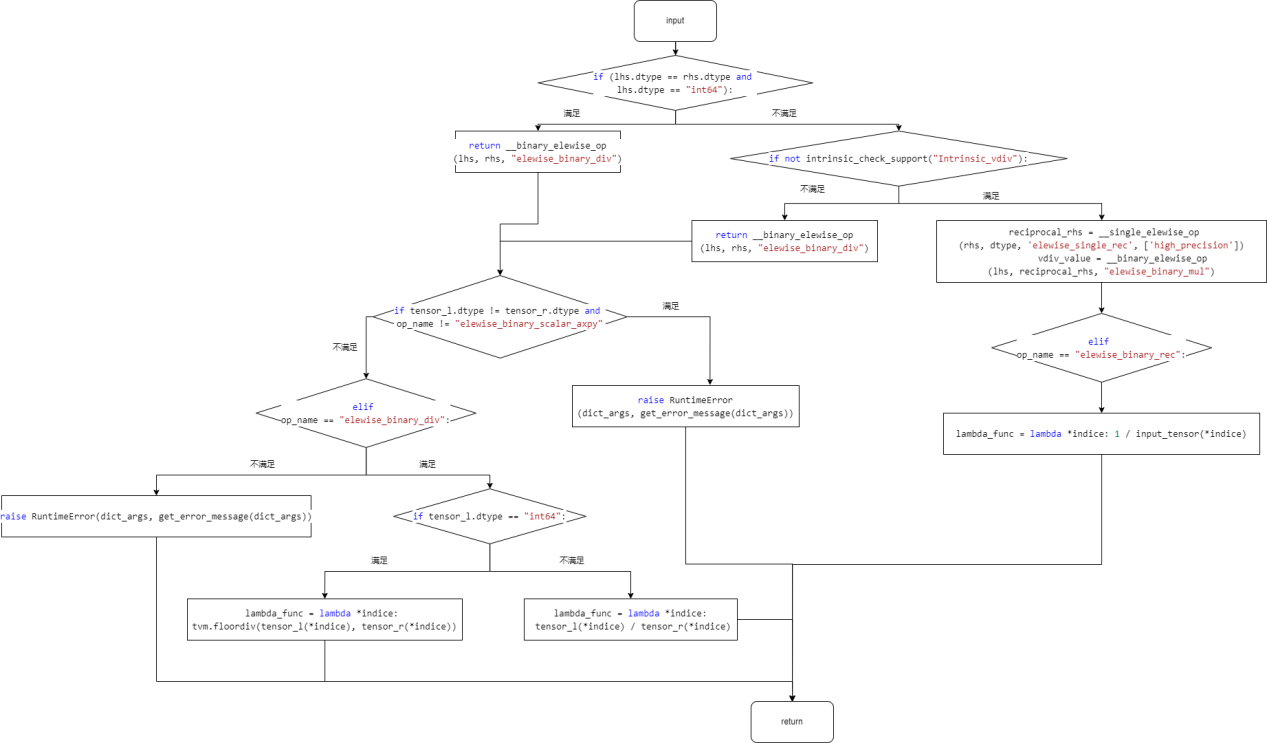 input
if (lhs.dtype == rhs.dtype and
lhs.dtype == "int64"):
满足
不满足
return __binary_elewise_op
(lhs, rhs, "elewise_binary_div")
if not intrinsic_check_support("Intrinsic_vdiv"):
不满足
满足
return __binary_elewise_op
(lhs, rhs, "elewise_binary_div")
reciprocal_rhs = __single_elewise_op
(rhs, dtype, 'elewise_single_rec', ['high_precision'])
vdiv_value = __binary_elewise_op
(lhs, reciprocal_rhs, "elewise_binary_mul")
if tensor_l.dtype != tensor_r.dtype and
op_name != "elewise_binary_scalar_axpy"
满足
不满足
elif
op_name == "elewise_binary_rec":
elif
op_name == "elewise_binary_div":
raise RuntimeError
(dict_args, get_error_message(dict_args))
lambda_func = lambda *indice: 1 / input_tensor(*indice)
不满足
满足
raise RuntimeError(dict_args, get_error_message(dict_args))
if tensor_l.dtype == "int64":
满足
不满足
lambda_func = lambda *indice:
tvm.floordiv(tensor_l(*indice), tensor_r(*indice))
lambda_func = lambda *indice:
tensor_l(*indice) / tensor_r(*indice)
return